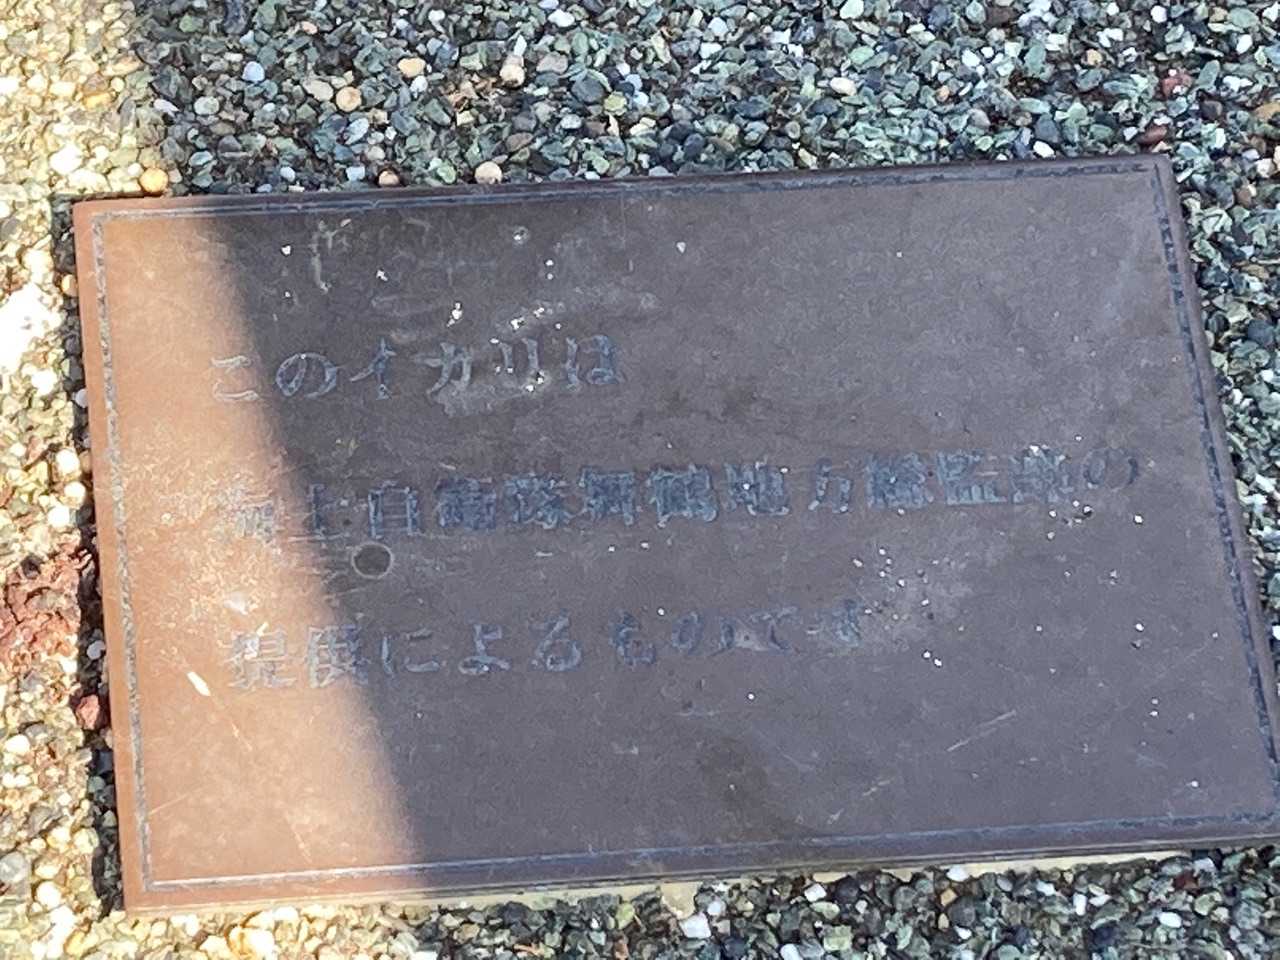 このイカリは
海上自衛隊舞鶴地方総監部の
提供によるものです